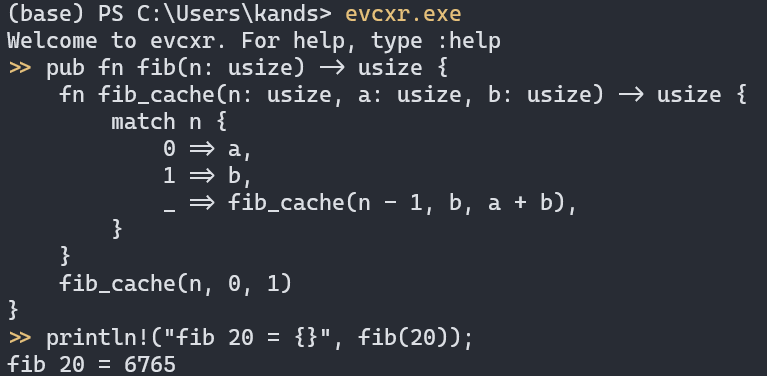 (base) PS C:\Users\kands> evcxr.exe
Welcome to evcxr. For help, type :help
>> pub fn fib(n: usize) -> usize {
    fn fib_cache(n: usize, a: usize, b: usize) -> usize {
        match n {
            0 => a,
            1 => b,
            _ => fib_cache(n - 1, b, a + b),
        }
    }
    fib_cache(n, 0, 1)
}
>> println!("fib 20 = {}", fib(20));
fib 20 = 6765